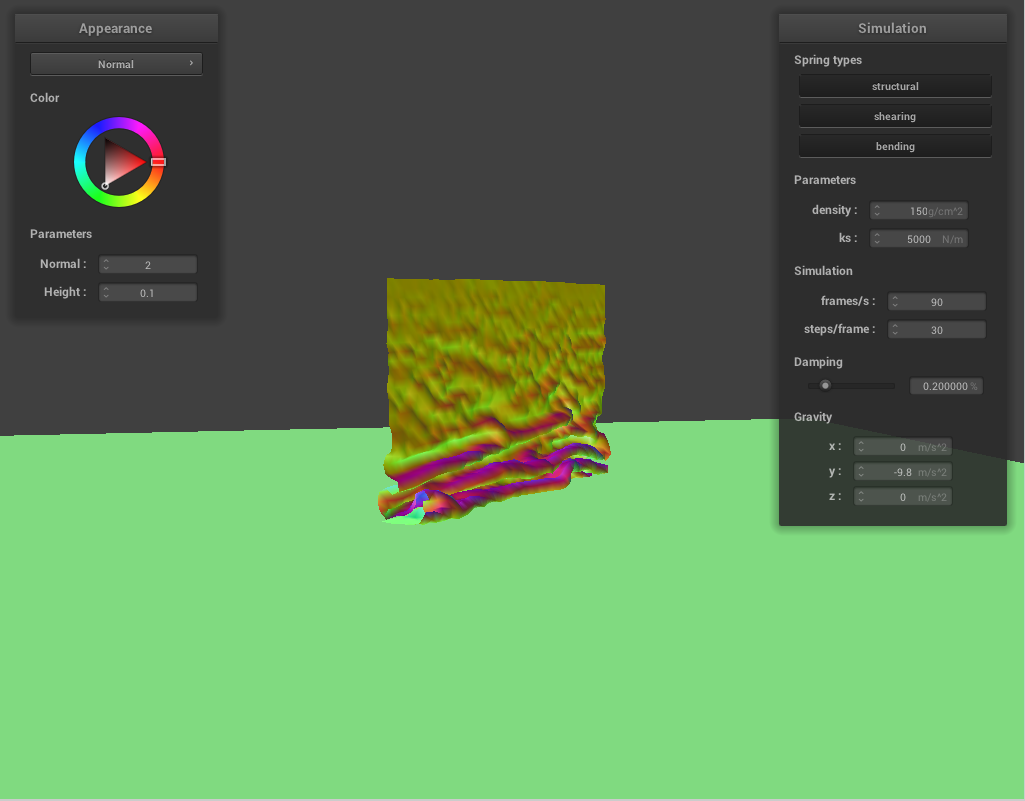 Appearance
Normal ›
Color
Parameters
Normal : 2
Height : 0.1
Simulation
Spring types
structural
shearing
bending
Parameters
density : 150g/cm^2
ks : 5000 N/m
Simulation
frames/s : 90
steps/frame : 30
Damping
0.200000 %
Gravity
x : 0 m/s^2
y : -9.8 m/s^2
z : 0 m/s^2